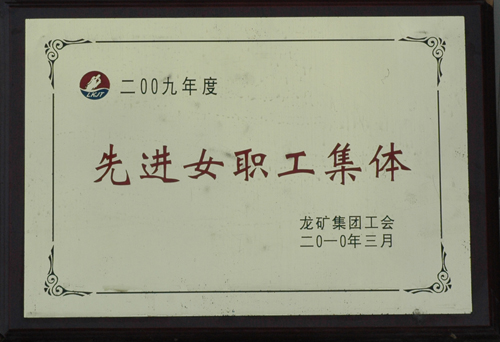 LKJT
二00九年度
先进女职工集体
龙矿集团工会
二0一0年三月